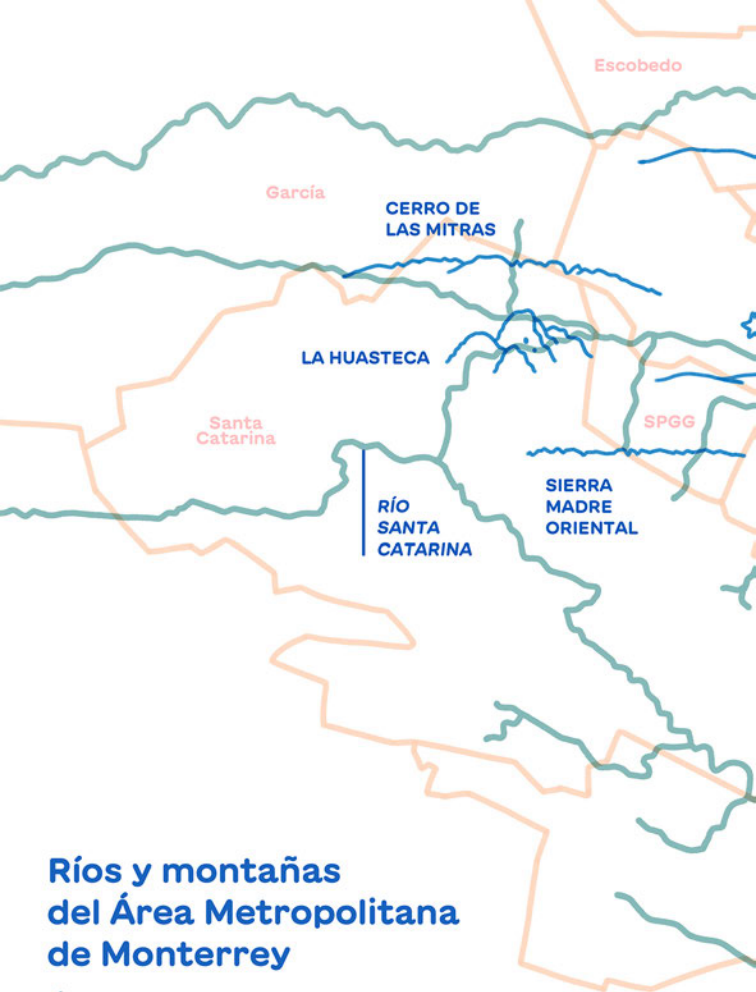 Escobedo
García
CERRO DE
LAS MITRAS
LA HUASTECA
Santa
Catarina
SPGG
SIERRA
MADRE
ORIENTAL
RÍO
SANTA
CATARINA
Ríos y montañas
del Área Metropolitana
de Monterrey